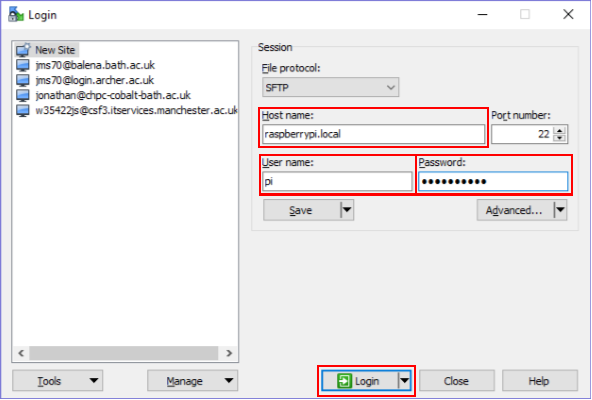 Login
New Site
jms70@balena.bath.ac.uk
jms70@login.archer.ac.uk
jonathan@chpc-cobalt-bath.ac.uk
w35422js@csf3.itservices.manchester.ac.uk
Session
File protocol:
SFTP
Host name:
Port number:
raspberrypi.local
22
User name:
Password:
pi
●●●●●●●●●●
Save
Advanced...
Tools
Manage
Login
Close
Help